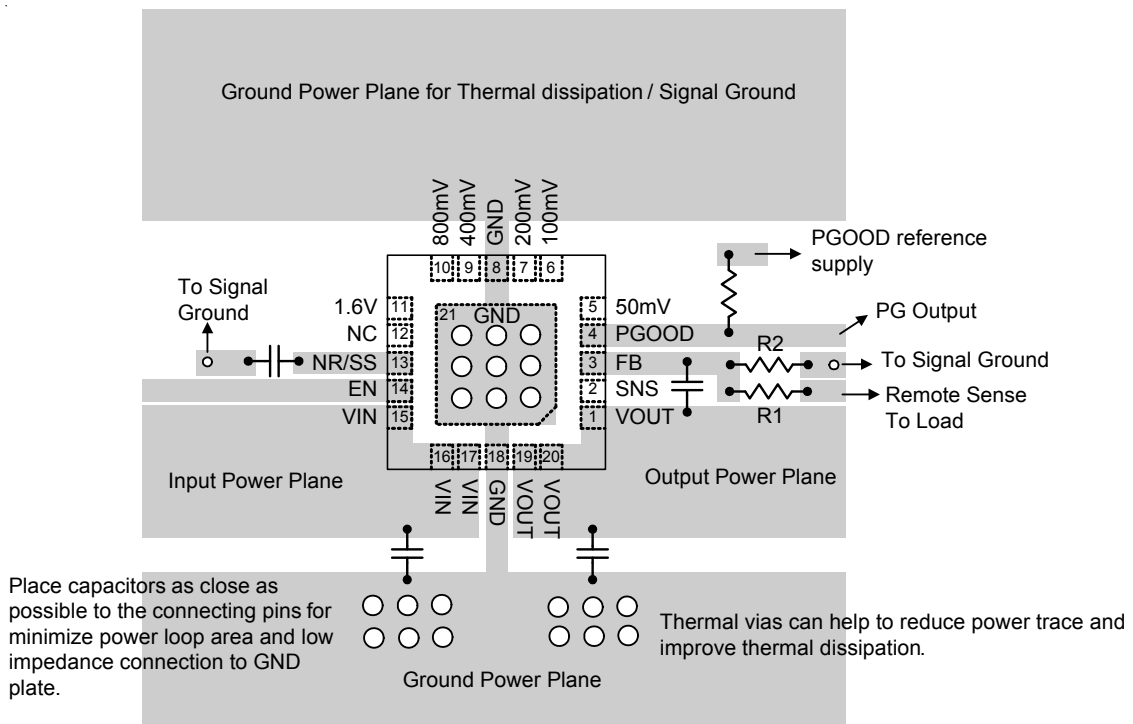 Ground Power Plane for Thermal dissipation / Signal Ground
800mV
400mV
GND
200mV
100mV
10
9
8
7
6
PGOOD reference
supply
To Signal
Ground
1.6V
11
21
GND
5
50mV
NC
12
4
PGOOD
PG Output
R2
NR/SS
13
3
FB
To Signal Ground
EN
14
2
SNS
Remote Sense
To Load
VIN
15
1
VOUT
R1
16
17
18
19
20
Input Power Plane
VIN
VIN
GND
VOUT
VOUT
Output Power Plane
Place capacitors as close as
possible to the connecting pins for
minimize power loop area and low
impedance connection to GND
plate.
Thermal vias can help to reduce power trace and
improve thermal dissipation.
Ground Power Plane